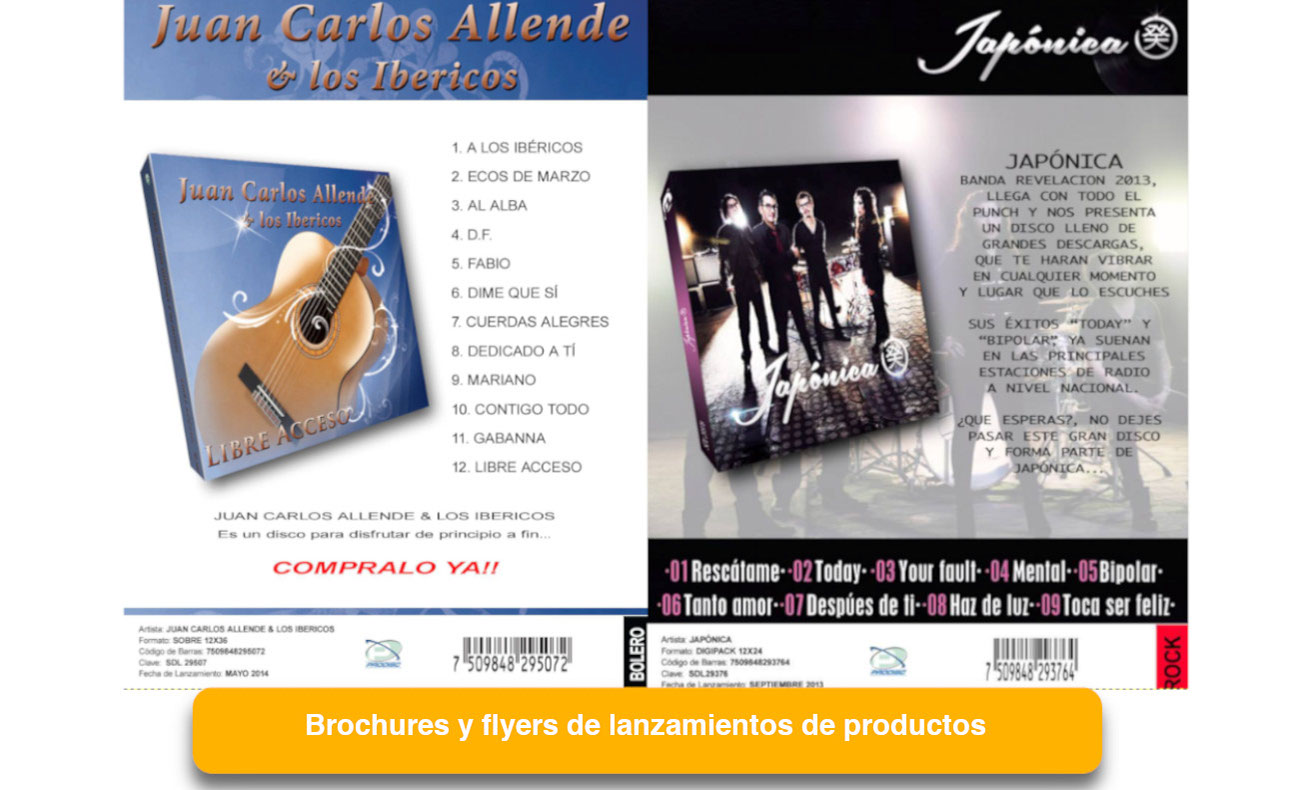 Juan Carlos Allende
& los Ibericos
Juan Carlos Allende
& los Ibericos
LIBRE ACCESO
1. A LOS IBÉRICOS
2. ECOS DE MARZO
3. AL ALBA
4. D.F.
5. FABIO
6. DIME QUE SÍ
7. CUERDAS ALEGRES
8. DEDICADO A TÍ
9. MARIANO
10. CONTIGO TODO
11. GABANNA
12. LIBRE ACCESO
JUAN CARLOS ALLENDE & LOS IBERICOS
Es un disco para disfrutar de principio a fin...
COMPRALO YA!!
Artista: JUAN CARLOS ALLENDE & LOS IBERICOS
Formato: SOBRE 12X36
Código de Barras: 7509848295072
Clave: SDL 29507
Fecha de Lanzamiento: MAYO 2014
PRODISC
7 509848 295072
BOLERO
Japónica 癸
Japónica
Japónica 癸
JAPÓNICA
BANDA REVELACION 2013,
LLEGA CON TODO EL
PUNCH Y NOS PRESENTA
UN DISCO LLENO DE
GRANDES DESCARGAS,
QUE TE HARAN VIBRAR
EN CUALQUIER MOMENTO
Y LUGAR QUE LO ESCUCHES
SUS ÉXITOS “TODAY” Y
“BIPOLAR”, YA SUENAN
EN LAS PRINCIPALES
ESTACIONES DE RADIO
A NIVEL NACIONAL.
¿QUE ESPERAS?, NO DEJES
PASAR ESTE GRAN DISCO
Y FORMA PARTE DE
JAPÓNICA...
·01 Rescátame· ·02 Today· ·03 Your fault· ·04 Mental· ·05 Bipolar·
·06 Tanto amor· ·07 Despúes de ti· ·08 Haz de luz· ·09 Toca ser feliz·
Artista: JAPÓNICA
Formato: DIGIPACK 12X24
Código de Barras: 7509848293764
Clave: SDL29376
Fecha de Lanzamiento: SEPTIEMBRE 2013
PRODISC
7 509848 293764
ROCK
Brochures y flyers de lanzamientos de productos